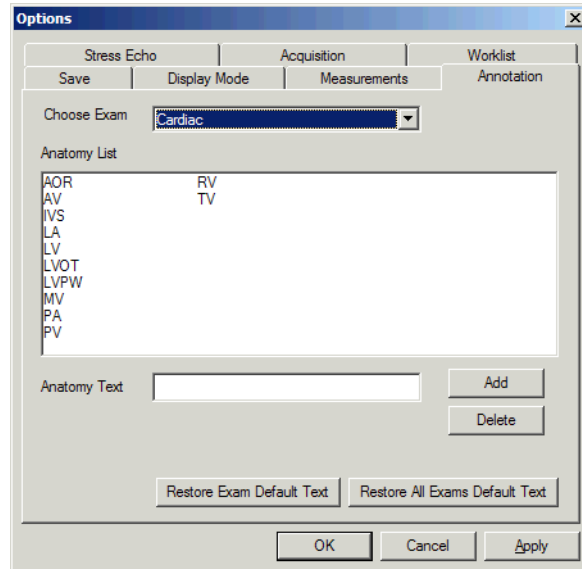 Options
Stress Echo Acquisition Worklist
Save Display Mode Measurements Annotation
Choose Exam Cardiac
Anatomy List
AOR RV
AV TV
IVS
LA
LV
LVOT
LVPW
MV
PA
PV
Anatomy Text Add
Delete
Restore Exam Default Text Restore All Exams Default Text
OK Cancel Apply